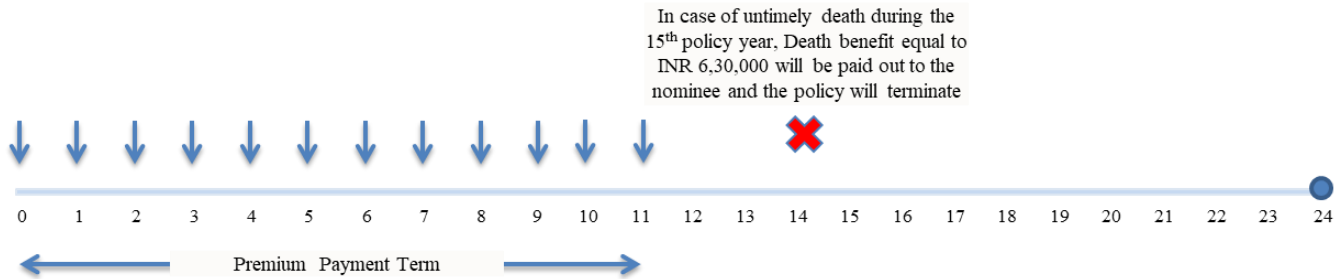 In case of untimely death during the
15th policy year, Death benefit equal to
INR 6,30,000 will be paid out to the
nominee and the policy will terminate
0 1 2 3 4 5 6 7 8 9 10 11 12 13 14 15 16 17 18 19 20 21 22 23 24
Premium Payment Term